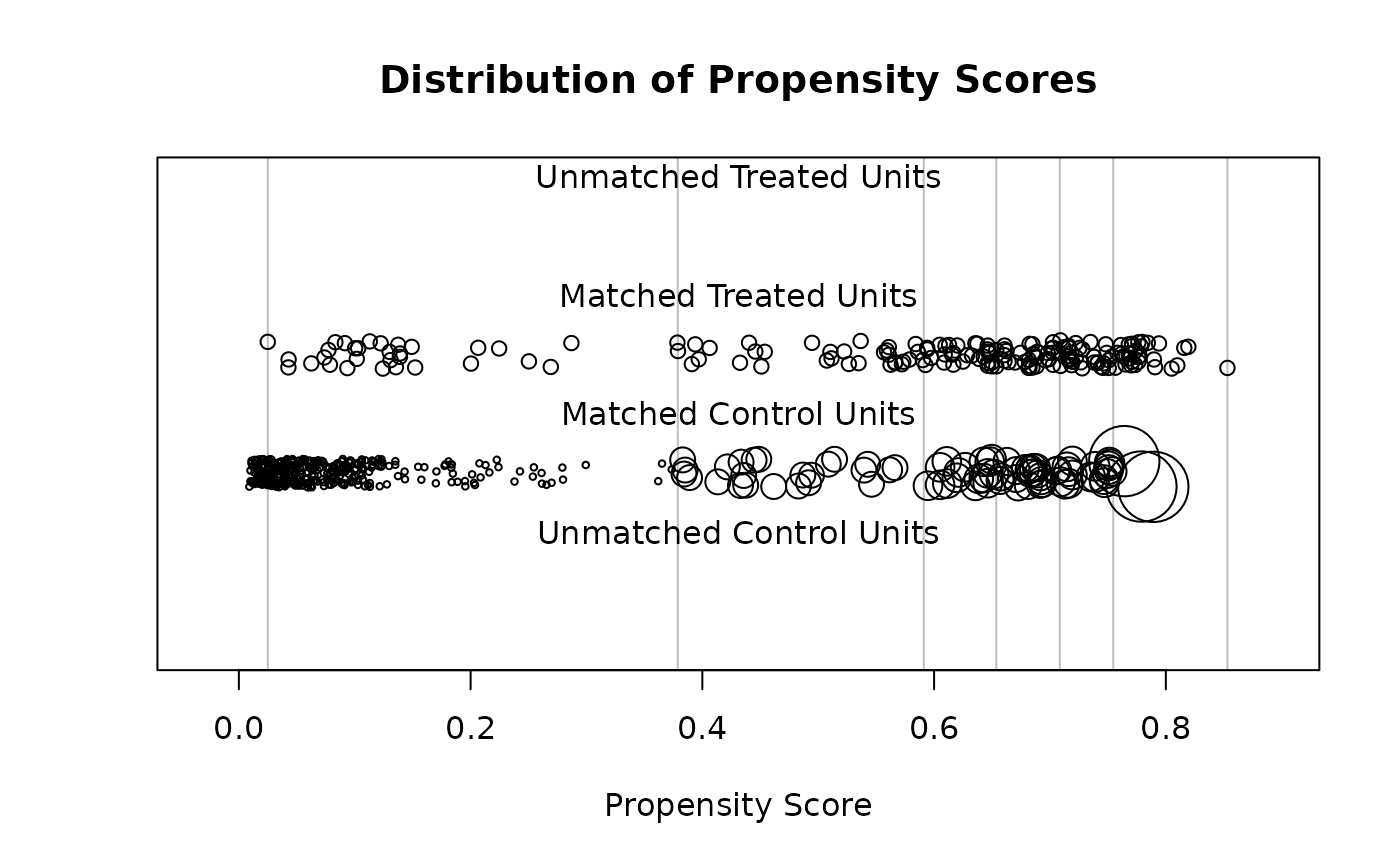 Distribution of Propensity Scores
Unmatched Treated Units
Matched Treated Units
Matched Control Units
Unmatched Control Units
0.0 0.2 0.4 0.6 0.8
Propensity Score